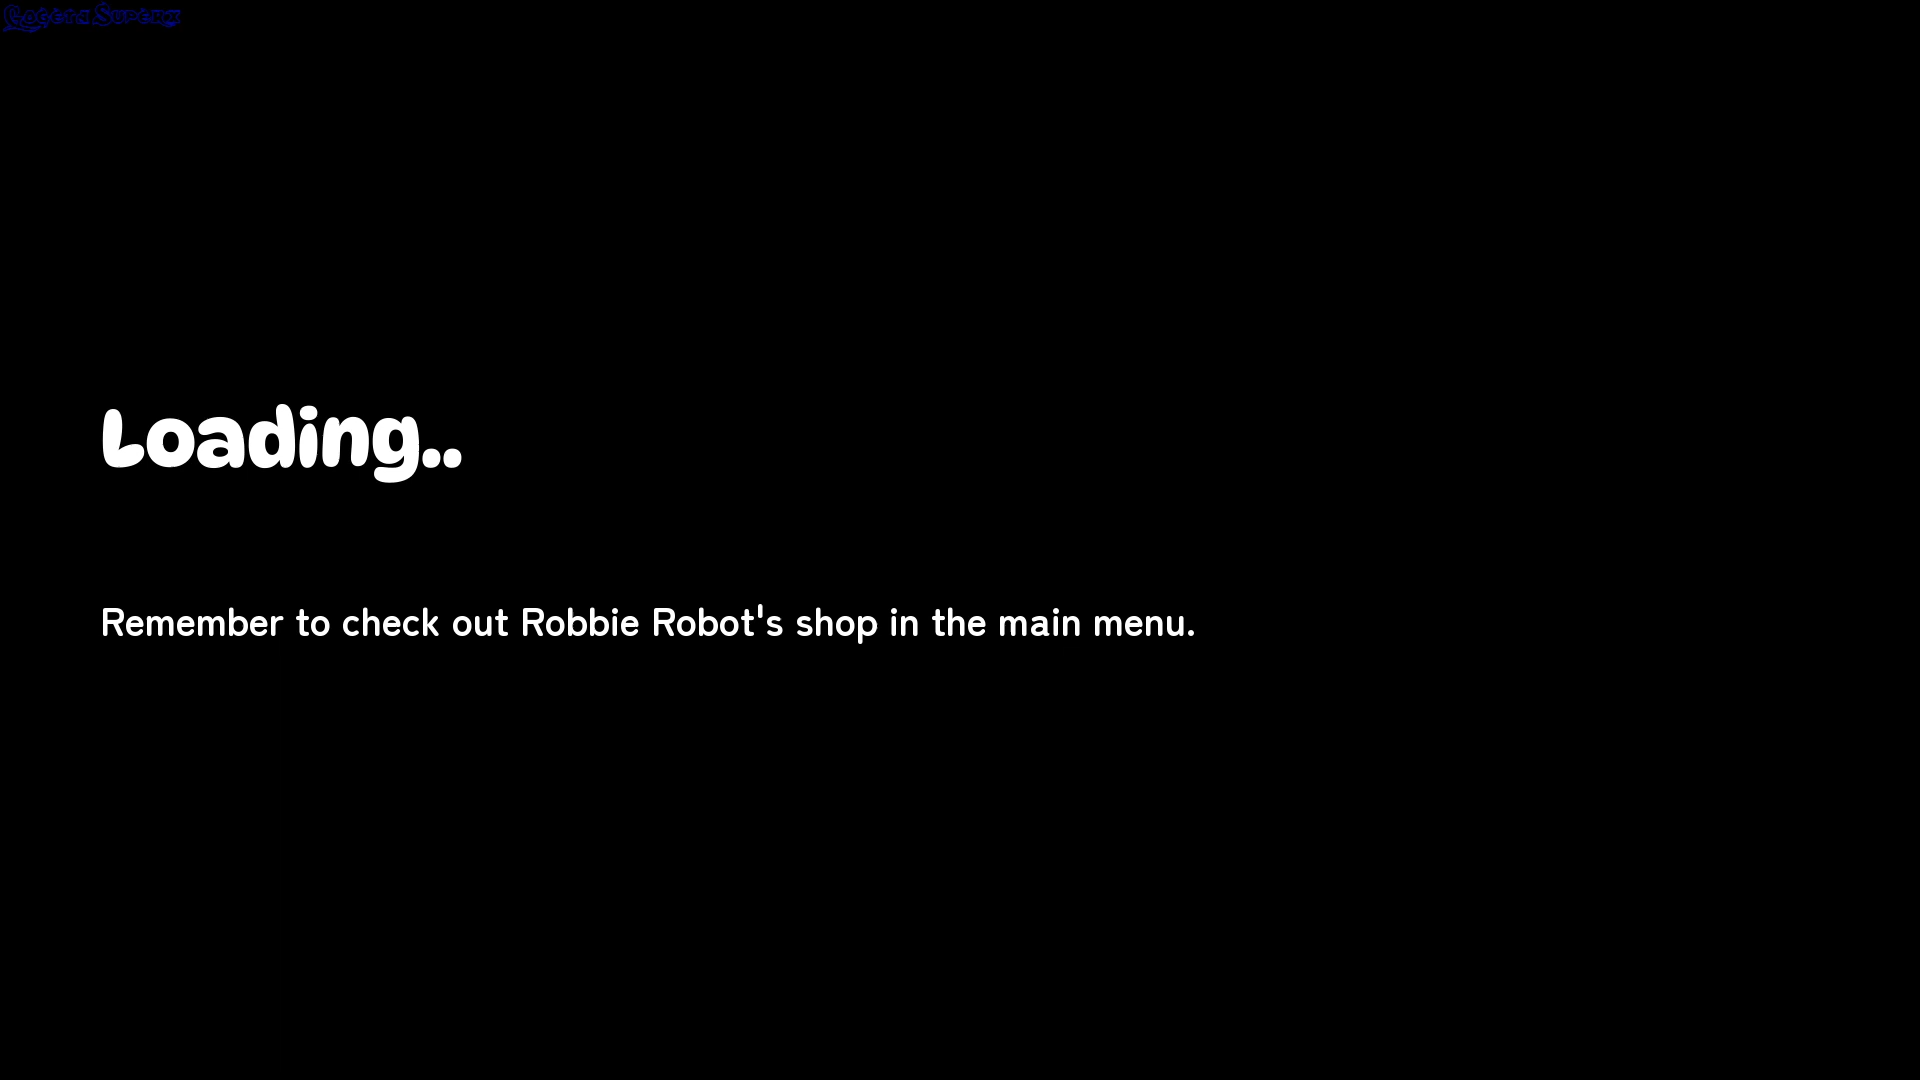 Loading..
Remember to check out Robbie Robot's shop in the main menu.